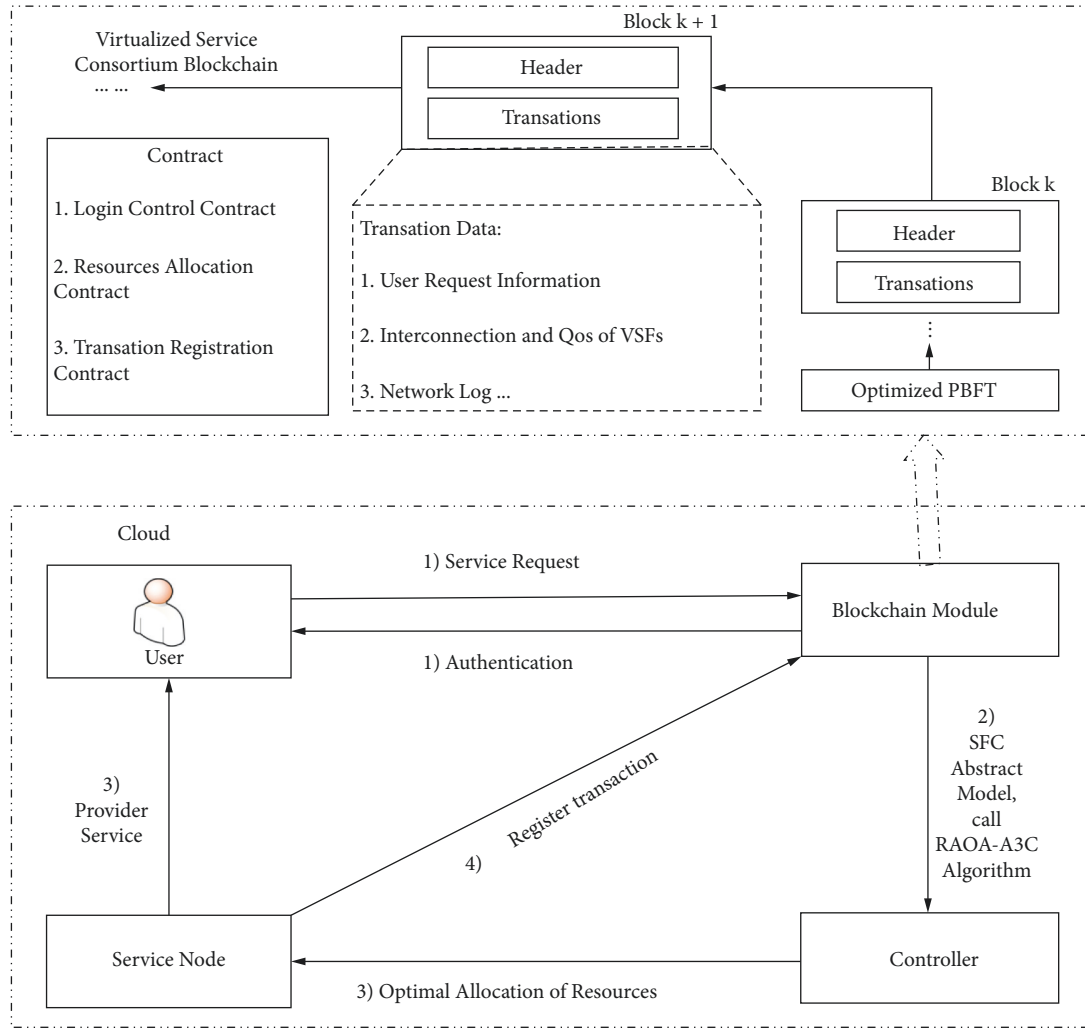 Block k + 1
Virtualized Service
Consortium Blockchain
... ...
Header
Transations
Contract
1. Login Control Contract
2. Resources Allocation
Contract
3. Transation Registration
Contract
Transation Data:
1. User Request Information
2. Interconnection and Qos of VSFs
3. Network Log ...
Block k
Header
Transations
...
Optimized PBFT
Cloud
User
1) Service Request
1) Authentication
Blockchain Module
2)
SFC
Abstract
Model,
call
RAOA-A3C
Algorithm
3)
Provider
Service
4)
Register transaction
Service Node
3) Optimal Allocation of Resources
Controller